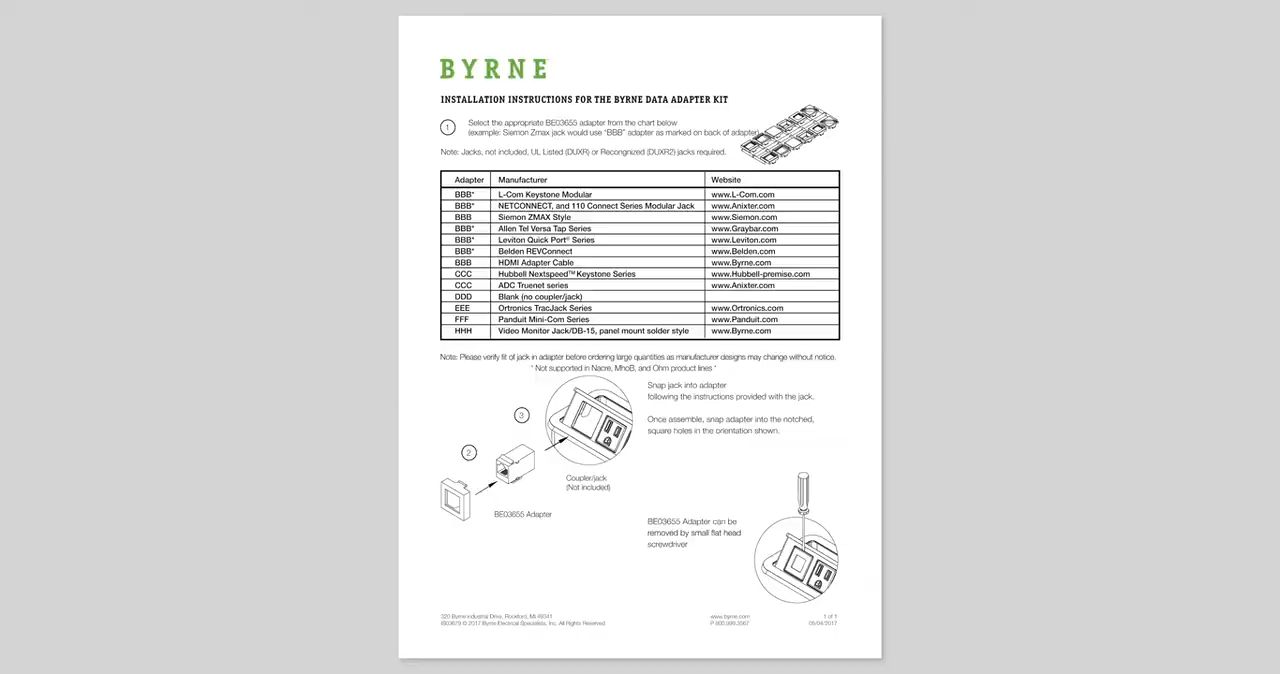 BYRNE
INSTALLATION INSTRUCTIONS FOR THE BYRNE DATA ADAPTER KIT
1
Select the appropriate BE03655 adapter from the chart below
(example: Siemon Zmax jack would use "BBB" adapter as marked on back of adapter)
Note: Jacks, not included, UL Listed (DUXR) or Recongnized (DUXR2) jacks required.
Adapter Manufacturer Website
BBB* L-Com Keystone Modular www.L-Com.com
BBB* NETCONNECT, and 110 Connect Series Modular Jack www.Anixter.com
BBB Siemon ZMAX Style www.Siemon.com
BBB* Allen Tel Versa Tap Series www.Graybar.com
BBB* Leviton Quick Port® Series www.Leviton.com
BBB* Belden REVConnect www.Belden.com
BBB HDMI Adapter Cable www.Byrne.com
CCC Hubbell Nextspeed™ Keystone Series www.Hubbell-premise.com
CCC ADC Truenet series www.Anixter.com
DDD Blank (no coupler/jack)
EEE Ortronics TracJack Series www.Ortronics.com
FFF Panduit Mini-Com Series www.Panduit.com
HHH Video Monitor Jack/DB-15, panel mount solder style www.Byrne.com
Note: Please verify fit of jack in adapter before ordering large quantities as manufacturer designs may change without notice.
* Not supported in Nacre, MhoB, and Ohm product lines *
Snap jack into adapter
following the instructions provided with the jack.
3
Once assemble, snap adapter into the notched,
square holes in the orientation shown.
2
Coupler/jack
(Not included)
BE03655 Adapter
BE03655 Adapter can be
removed by small flat head
screwdriver
320 Byrne Industrial Drive, Rockford, MI 49341 www.byrne.com 1 of 1
IS03679 © 2017 Byrne Electrical Specialists, Inc. All Rights Reserved P 800.999.3567 05/04/2017